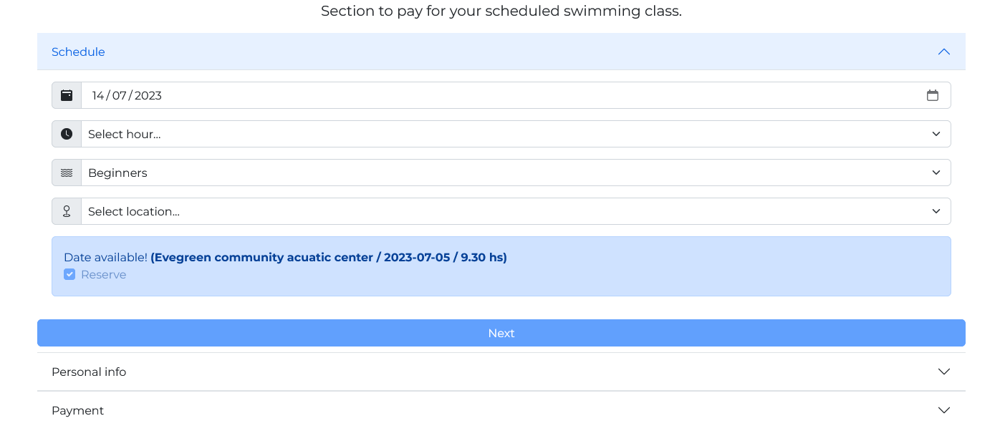 Section to pay for your scheduled swimming class.
Schedule
14/07/2023
Select hour...
Beginners
Select location...
Date available! (Evegreen community acuatic center / 2023-07-05 / 9.30 hs)
Reserve
Next
Personal info
Payment